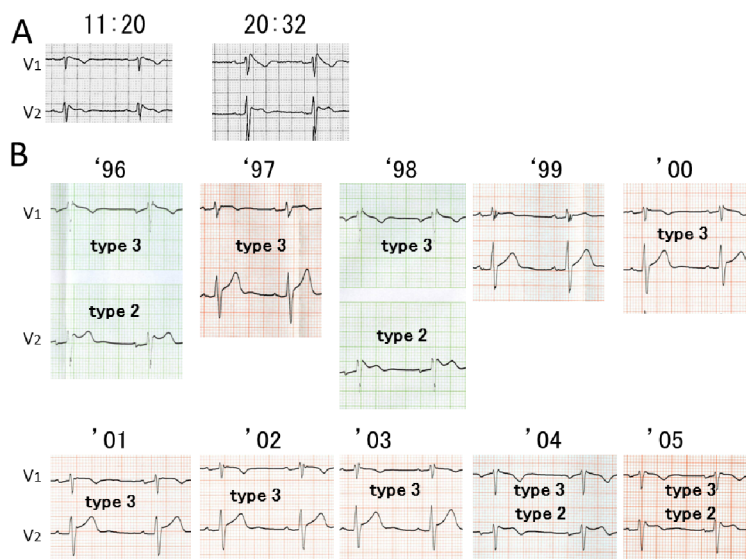 A
11:20 20:32
V1
V2
B
‘96 ‘97 ‘98 ‘99 ’00
V1
type 3 type 3 type 3 type 3
type 2 type 2
V2
’01 ’02 ’03 ’04 ’05
V1
type 3 type 3 type 3 type 3 type 3
type 2 type 2
V2